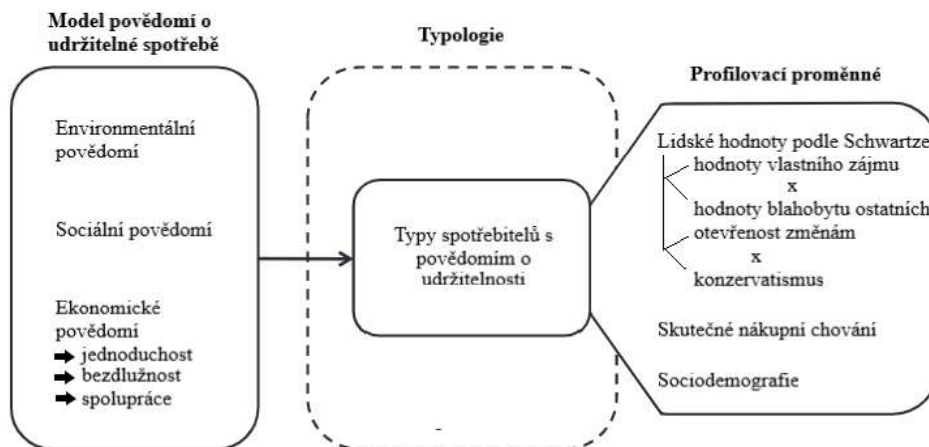 Model povědomí o
udržitelné spotřebě
Environmentální
povědomí
Sociální povědomí
Ekonomické
povědomí
jednoduchost
bezdlužnost
spolupráce
Typologie
Typy spotřebitelů s
povědomím o
udržitelnosti
Profilovací proměnné
Lidské hodnoty podle Schwartze
hodnoty vlastního zájmu
x
hodnoty blahobytu ostatních
otevřenost změnám
x
konzervatismus
Skutečné nákupní chování
Sociodemografie